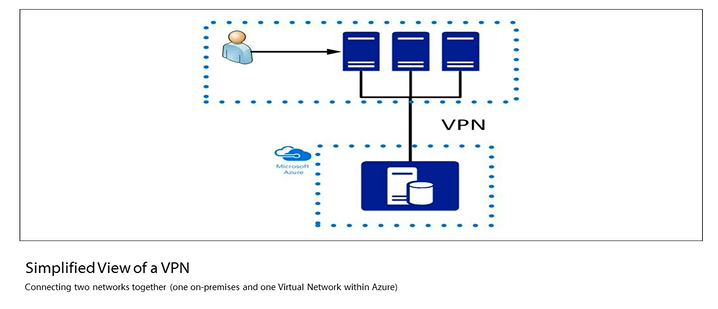 VPN
Microsoft
Azure
Simplified View of a VPN
Connecting two networks together (one on-premises and one Virtual Network within Azure)